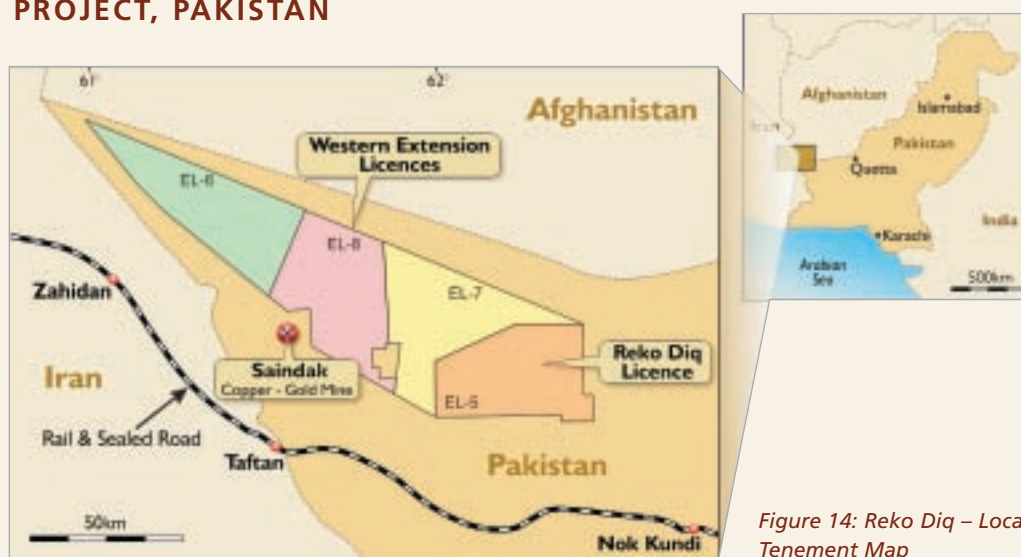 PROJECT, PAKISTAN
61°
62°
Afghanistan
Western Extension
Licences
EL-6
EL-8
EL-7
Zahidan
Saindak
Copper - Gold Mine
Reko Diq
Licence
EL-5
Iran
Rail & Sealed Road
Taftan
Pakistan
50km
Nok Kundi
Afghanistan
Islamabad
Iran
Pakistan
Quetta
India
Karachi
Arabian
Sea
500km
Figure 14: Reko Diq – Loca
Tenement Map